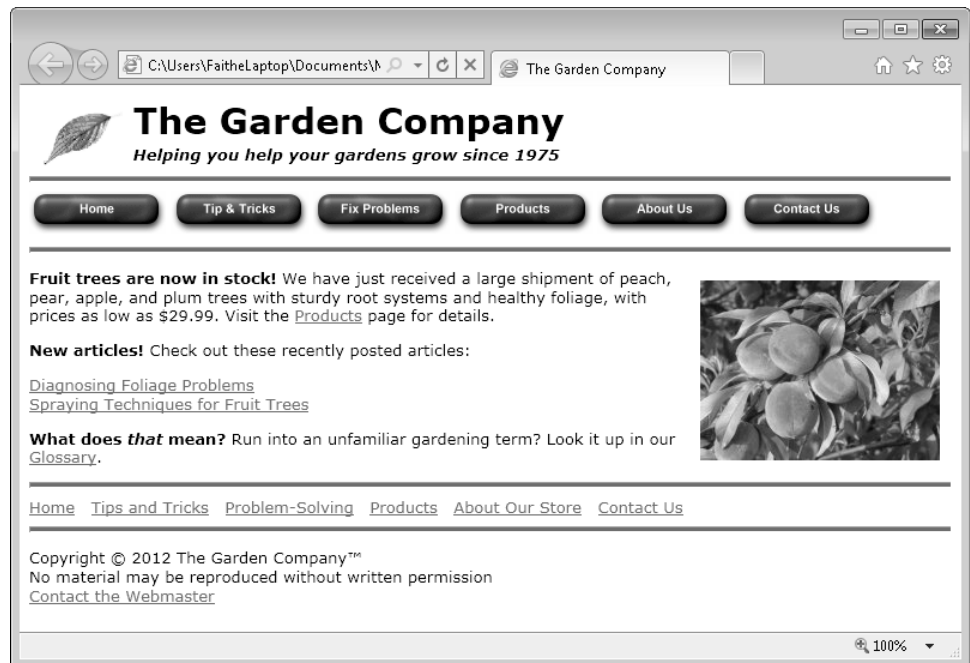 C:\Users\FaitheLaptop\Documents\
The Garden Company
The Garden Company
Helping you help your gardens grow since 1975
Home Tip & Tricks Fix Problems Products About Us Contact Us
Fruit trees are now in stock! We have just received a large shipment of peach,
pear, apple, and plum trees with sturdy root systems and healthy foliage, with
prices as low as $29.99. Visit the Products page for details.
New articles! Check out these recently posted articles:
Diagnosing Foliage Problems
Spraying Techniques for Fruit Trees
What does that mean? Run into an unfamiliar gardening term? Look it up in our
Glossary.
Home Tips and Tricks Problem-Solving Products About Our Store Contact Us
Copyright © 2012 The Garden Company™
No material may be reproduced without written permission
Contact the Webmaster
100%